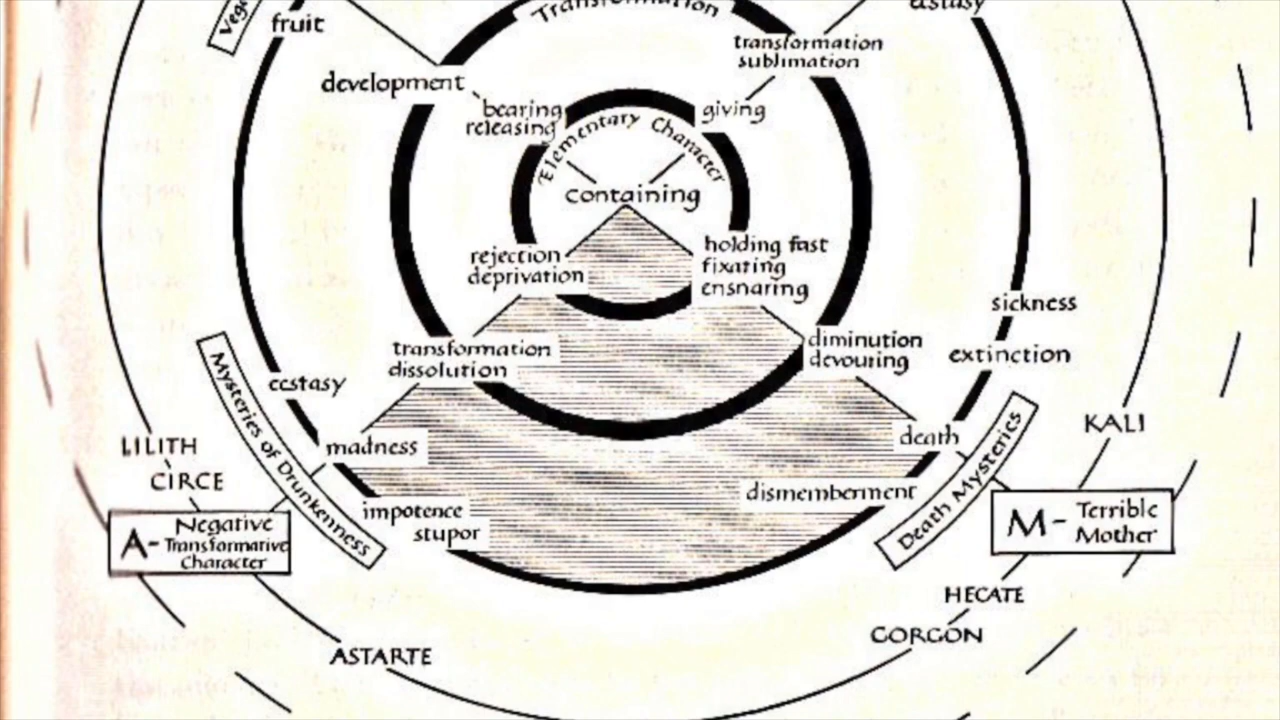 Vege
fruit
Transformation
ecstasy
transformation
sublimation
development
bearing
releasing
giving
Elementary Character
containing
rejection
deprivation
holding fast
fixating
ensnaring
sickness
transformation
dissolution
diminution
devouring
extinction
ecstasy
Mysteries of Drunkenness
madness
death
Death Mysteries
KALI
LILITH
CIRCE
dismemberment
impotence
stupor
A- Negative
Transformative
Character
M- Terrible
Mother
HECATE
GORGON
ASTARTE